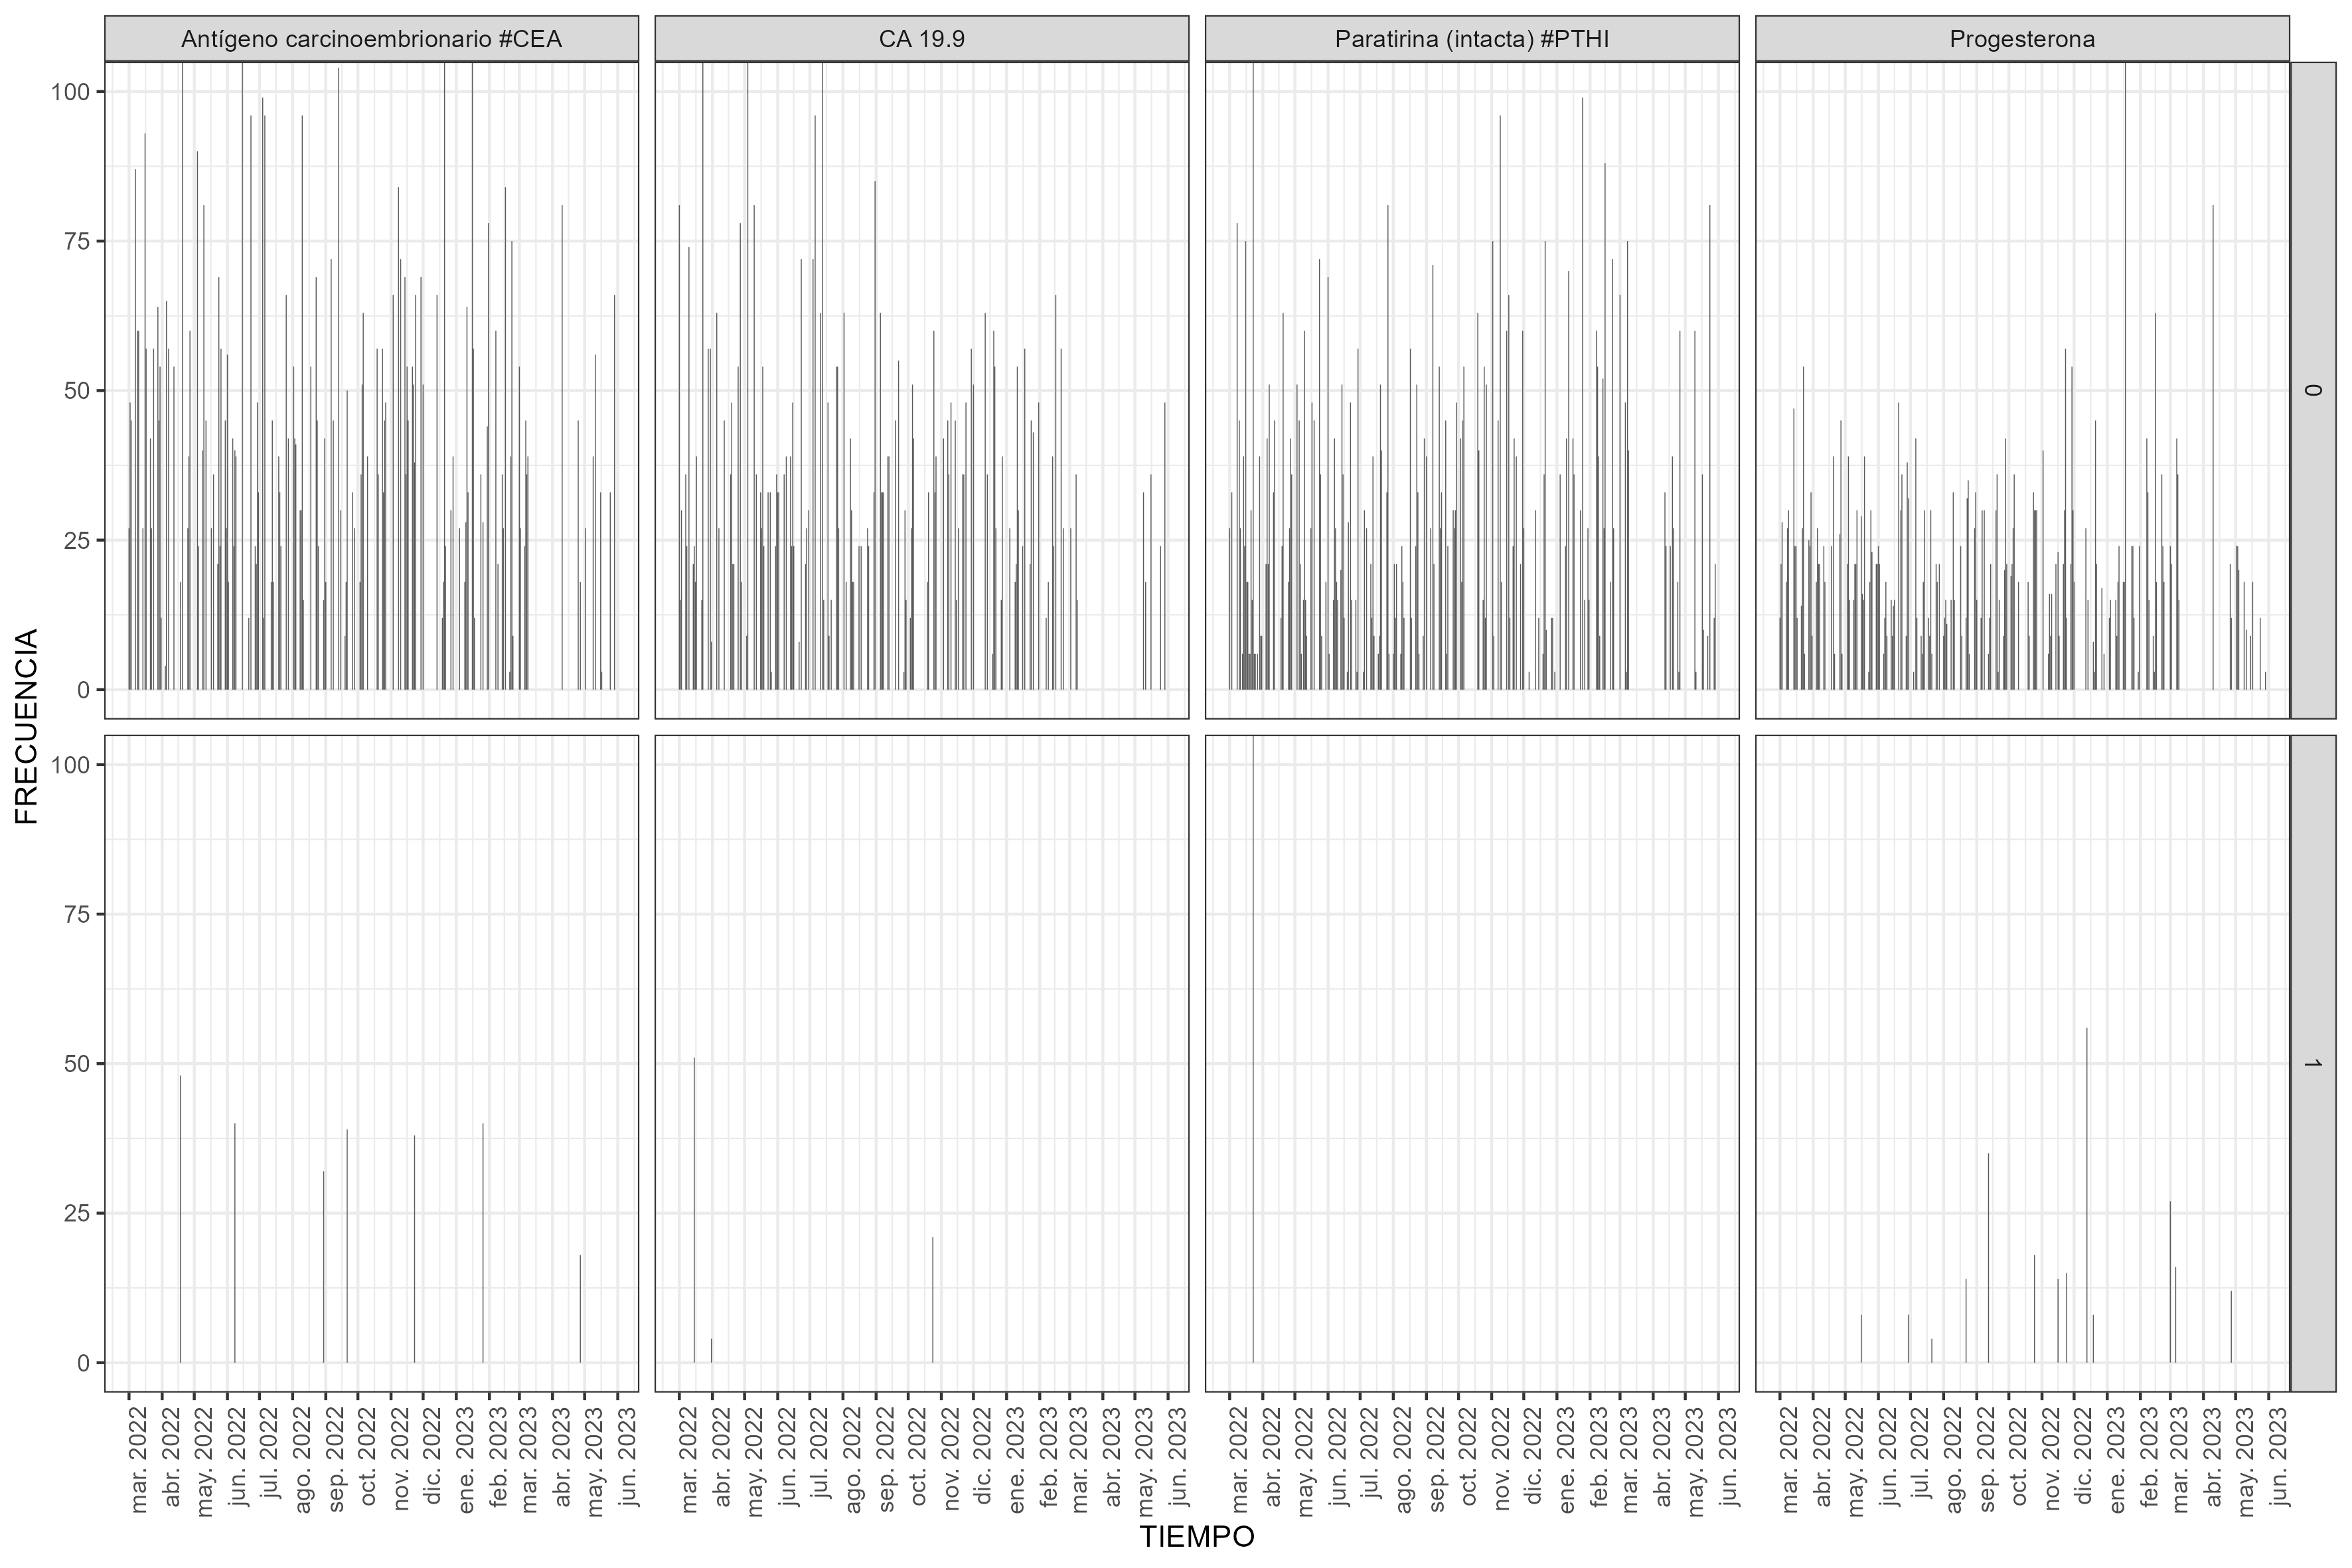 Antígeno carcinoembrionario #CEA
CA 19.9
Paratirina (intacta) #PTHI
Progesterona
100
75
50
25
0
0
FRECUENCIA
100
75
50
25
0
1
mar. 2022
abr. 2022
may. 2022
jun. 2022
jul. 2022
ago. 2022
sep. 2022
oct. 2022
nov. 2022
dic. 2022
ene. 2023
feb. 2023
mar. 2023
abr. 2023
may. 2023
jun. 2023
mar. 2022
abr. 2022
may. 2022
jun. 2022
jul. 2022
ago. 2022
sep. 2022
oct. 2022
nov. 2022
dic. 2022
ene. 2023
feb. 2023
mar. 2023
abr. 2023
may. 2023
jun. 2023
mar. 2022
abr. 2022
may. 2022
jun. 2022
jul. 2022
ago. 2022
sep. 2022
oct. 2022
nov. 2022
dic. 2022
ene. 2023
feb. 2023
mar. 2023
abr. 2023
may. 2023
jun. 2023
mar. 2022
abr. 2022
may. 2022
jun. 2022
jul. 2022
ago. 2022
sep. 2022
oct. 2022
nov. 2022
dic. 2022
ene. 2023
feb. 2023
mar. 2023
abr. 2023
may. 2023
jun. 2023
TIEMPO